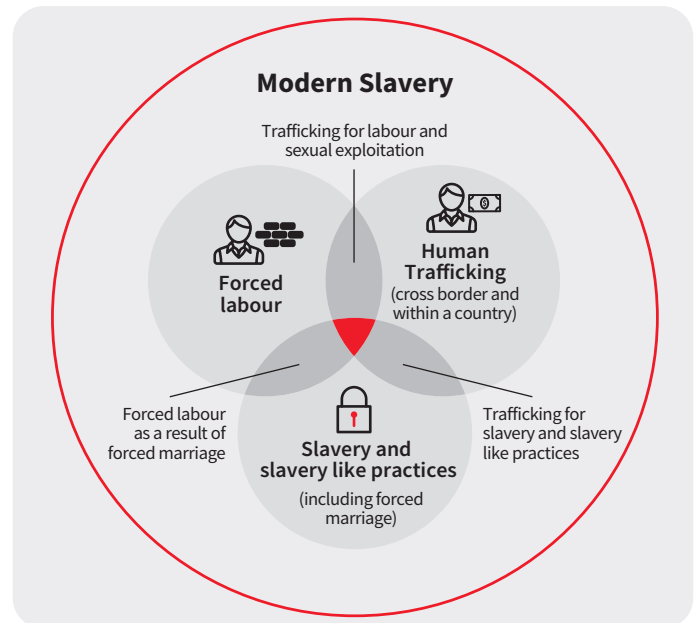 Modern Slavery
Trafficking for labour and
sexual exploitation
Forced
labour
$
Human
Trafficking
(cross border and
within a country)
Forced labour
as a result of
forced marriage
Slavery and
slavery like practices
(including forced
marriage)
Trafficking for
slavery and slavery
like practices